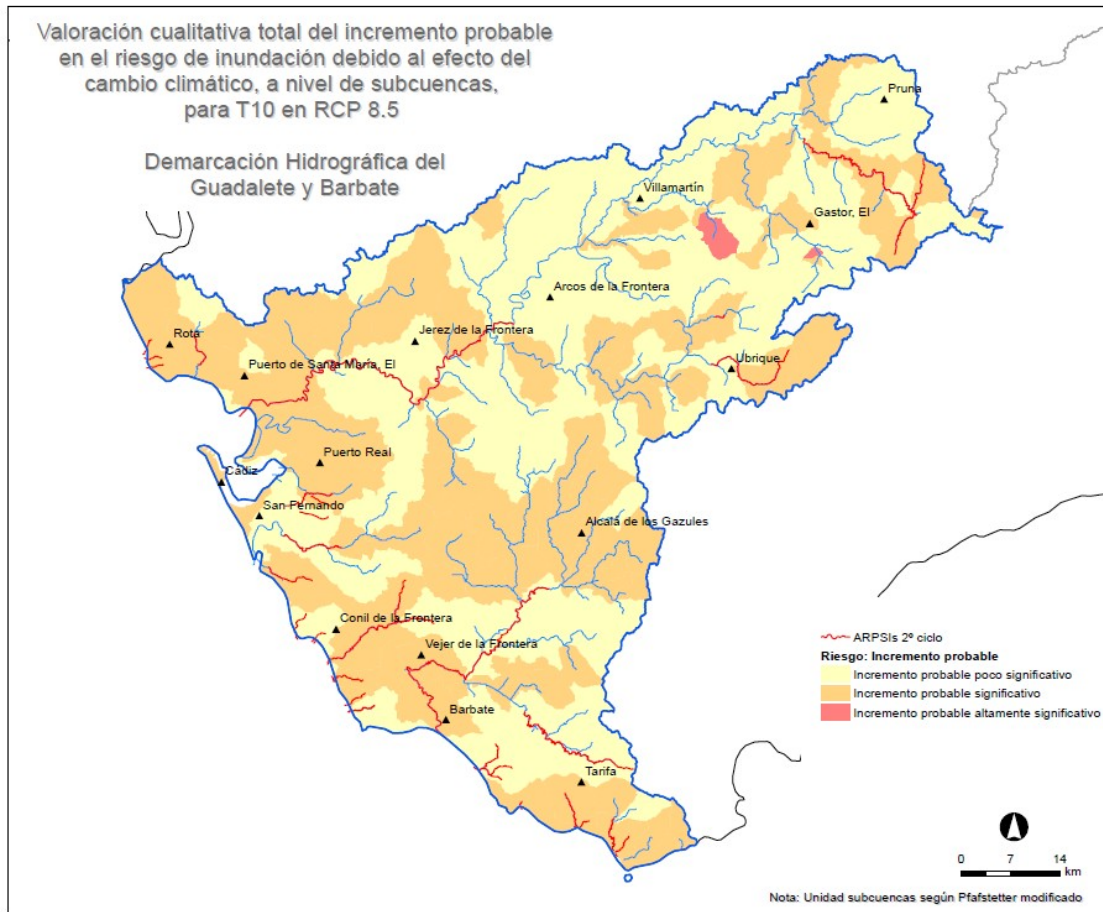 Valoración cualitativa total del incremento probable
en el riesgo de inundación debido al efecto del
cambio climático, a nivel de subcuencas,
para T10 en RCP 8.5
Demarcación Hidrográfica del
Guadalete y Barbate
Pruna
Villamartín
Gastor, El
Arcos de la Frontera
Jerez de la Frontera
Rota
Puerto de Santa María, El
Ubrique
Puerto Real
Cádiz
San Fernando
Alcalá de los Gazules
Conil de la Frontera
Vejer de la Frontera
Barbate
Tarifa
ARPSIs 2º ciclo
Riesgo: Incremento probable
Incremento probable poco significativo
Incremento probable significativo
Incremento probable altamente significativo
0 7 14
km
Nota: Unidad subcuencas según Pfafstetter modificado